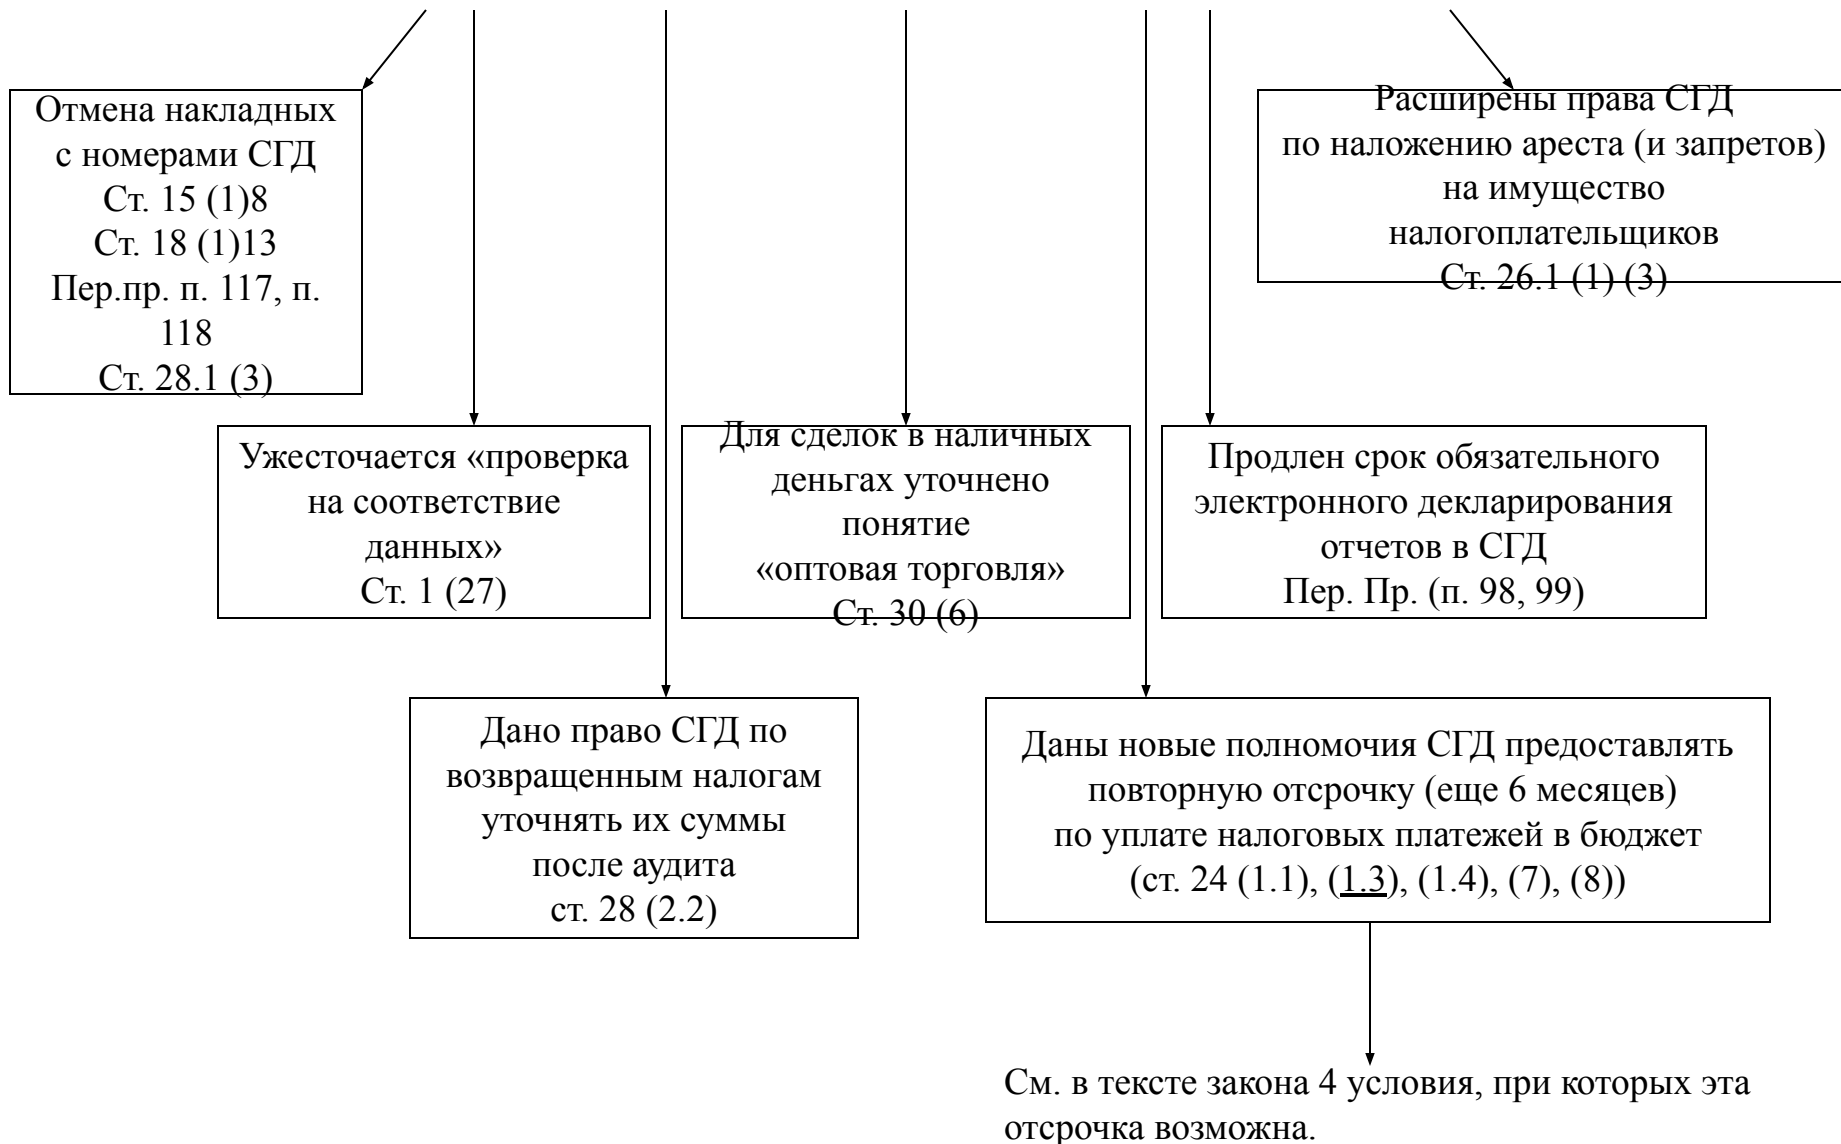 Отмена накладных
с номерами СГД
Ст. 15 (1)8
Ст. 18 (1)13
Пер.пр. п. 117, п.
118
Ст. 28.1 (3)
Расширены права СГД
по наложению ареста (и запретов)
на имущество
налогоплательщиков
Ст. 26.1 (1) (3)
Ужесточается «проверка
на соответствие
данных»
Ст. 1 (27)
Для сделок в наличных
деньгах уточнено
понятие
«оптовая торговля»
Ст. 30 (6)
Продлен срок обязательного
электронного декларирования
отчетов в СГД
Пер. Пр. (п. 98, 99)
Дано право СГД по
возвращенным налогам
уточнять их суммы
после аудита
ст. 28 (2.2)
Даны новые полномочия СГД предоставлять
повторную отсрочку (еще 6 месяцев)
по уплате налоговых платежей в бюджет
(ст. 24 (1.1), (1.3), (1.4), (7), (8))
См. в тексте закона 4 условия, при которых эта
отсрочка возможна.